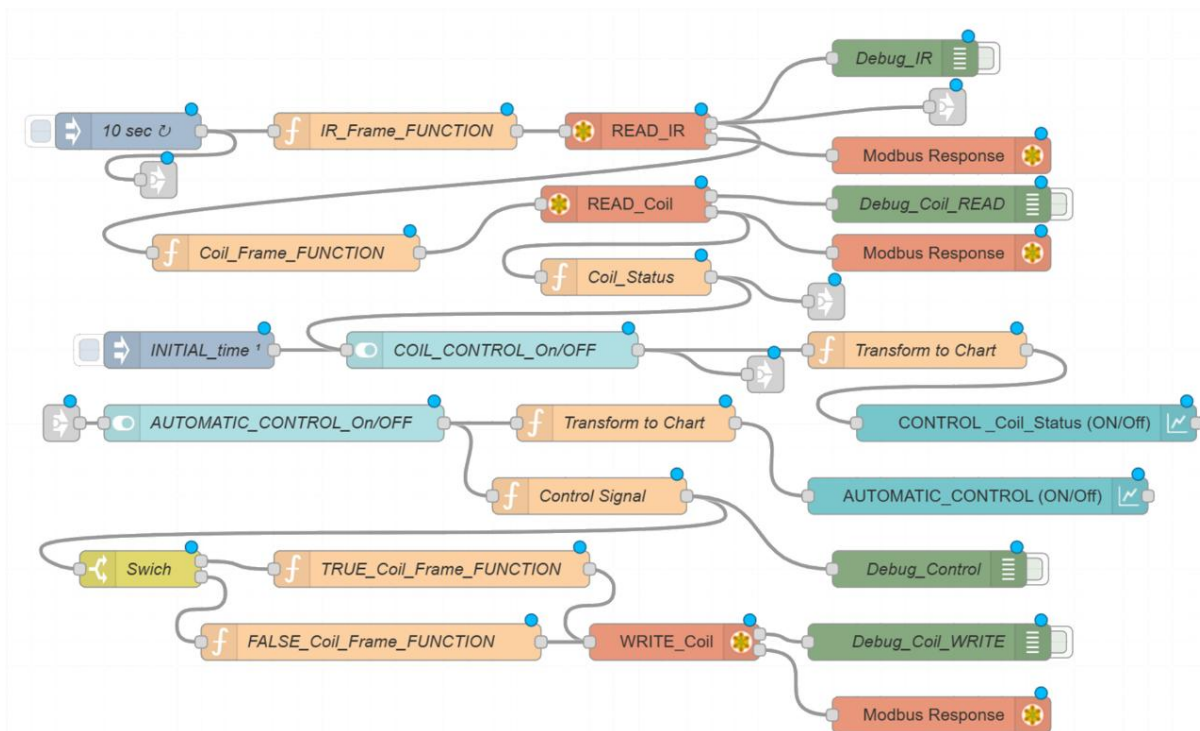 Debug_IR
10 sec ↻
IR_Frame_FUNCTION
READ_IR
Modbus Response
READ_Coil
Debug_Coil_READ
Coil_Frame_FUNCTION
Modbus Response
Coil_Status
INITIAL_time ¹
COIL_CONTROL_On/OFF
Transform to Chart
AUTOMATIC_CONTROL_On/OFF
Transform to Chart
CONTROL _Coil_Status (ON/Off)
Control Signal
AUTOMATIC_CONTROL (ON/Off)
Swich
TRUE_Coil_Frame_FUNCTION
Debug_Control
FALSE_Coil_Frame_FUNCTION
WRITE_Coil
Debug_Coil_WRITE
Modbus Response